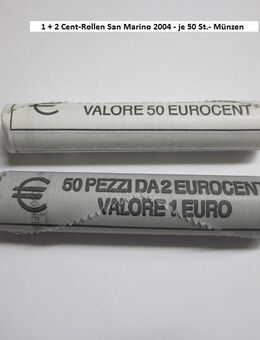 1 + 2 Cent-Rollen San Marino 2004 - je 50 St.- Münzen
€ VALORE 50 EUROCENT
€ 50 PEZZI DA 2 EUROCENT
VALORE 1 EURO